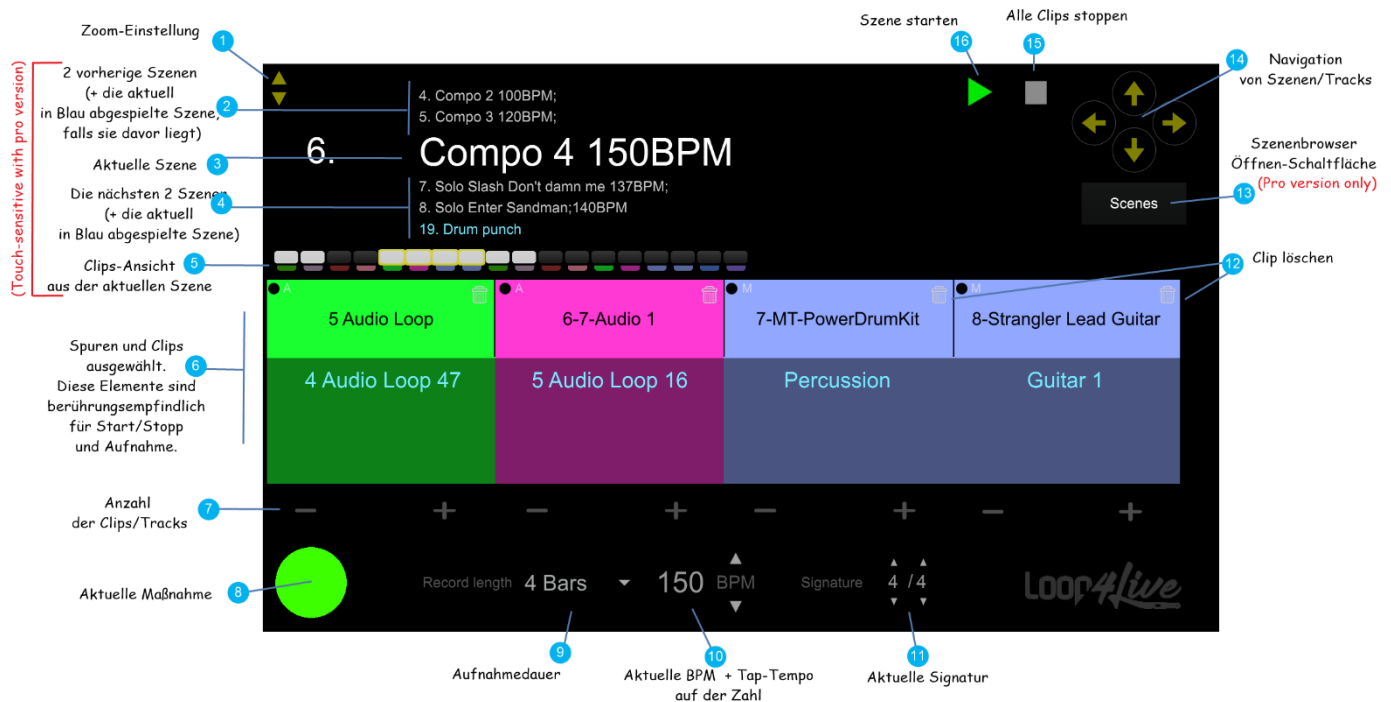 Zoom-Einstellung
1
(Touch-sensitive with pro version)
2 vorherige Szenen
(+ die aktuell
in Blau abgespielte Szene,
falls sie davor liegt)
2
Aktuelle Szene
3
Die nächsten 2 Szenen
(+ die aktuell
in Blau abgespielte Szene)
4
Clips-Ansicht
aus der aktuellen Szene
5
Spuren und Clips
ausgewählt.
Diese Elemente sind
berührungsempfindlich
für Start/Stopp
und Aufnahme.
6
Anzahl
der Clips/Tracks
7
Aktuelle Maßnahme
8
Szene starten
16
Alle Clips stoppen
15
14
Navigation
von Szenen/Tracks
Szenenbrowser
Öffnen-Schaltfläche
(Pro version only)
13
12
Clip löschen
4. Compo 2 100BPM;
5. Compo 3 120BPM;
6.
Compo 4 150BPM
7. Solo Slash Don't damn me 137BPM;
8. Solo Enter Sandman;140BPM
19. Drum punch
Scenes
A
5 Audio Loop
A
6-7-Audio 1
M
7-MT-PowerDrumKit
M
8-Strangler Lead Guitar
4 Audio Loop 47
5 Audio Loop 16
Percussion
Guitar 1
− + − + − + − +
Record length 4 Bars
150 BPM
Signature 4 / 4
Loop4Live
9
Aufnahmedauer
10
Aktuelle BPM + Tap-Tempo
auf der Zahl
11
Aktuelle Signatur